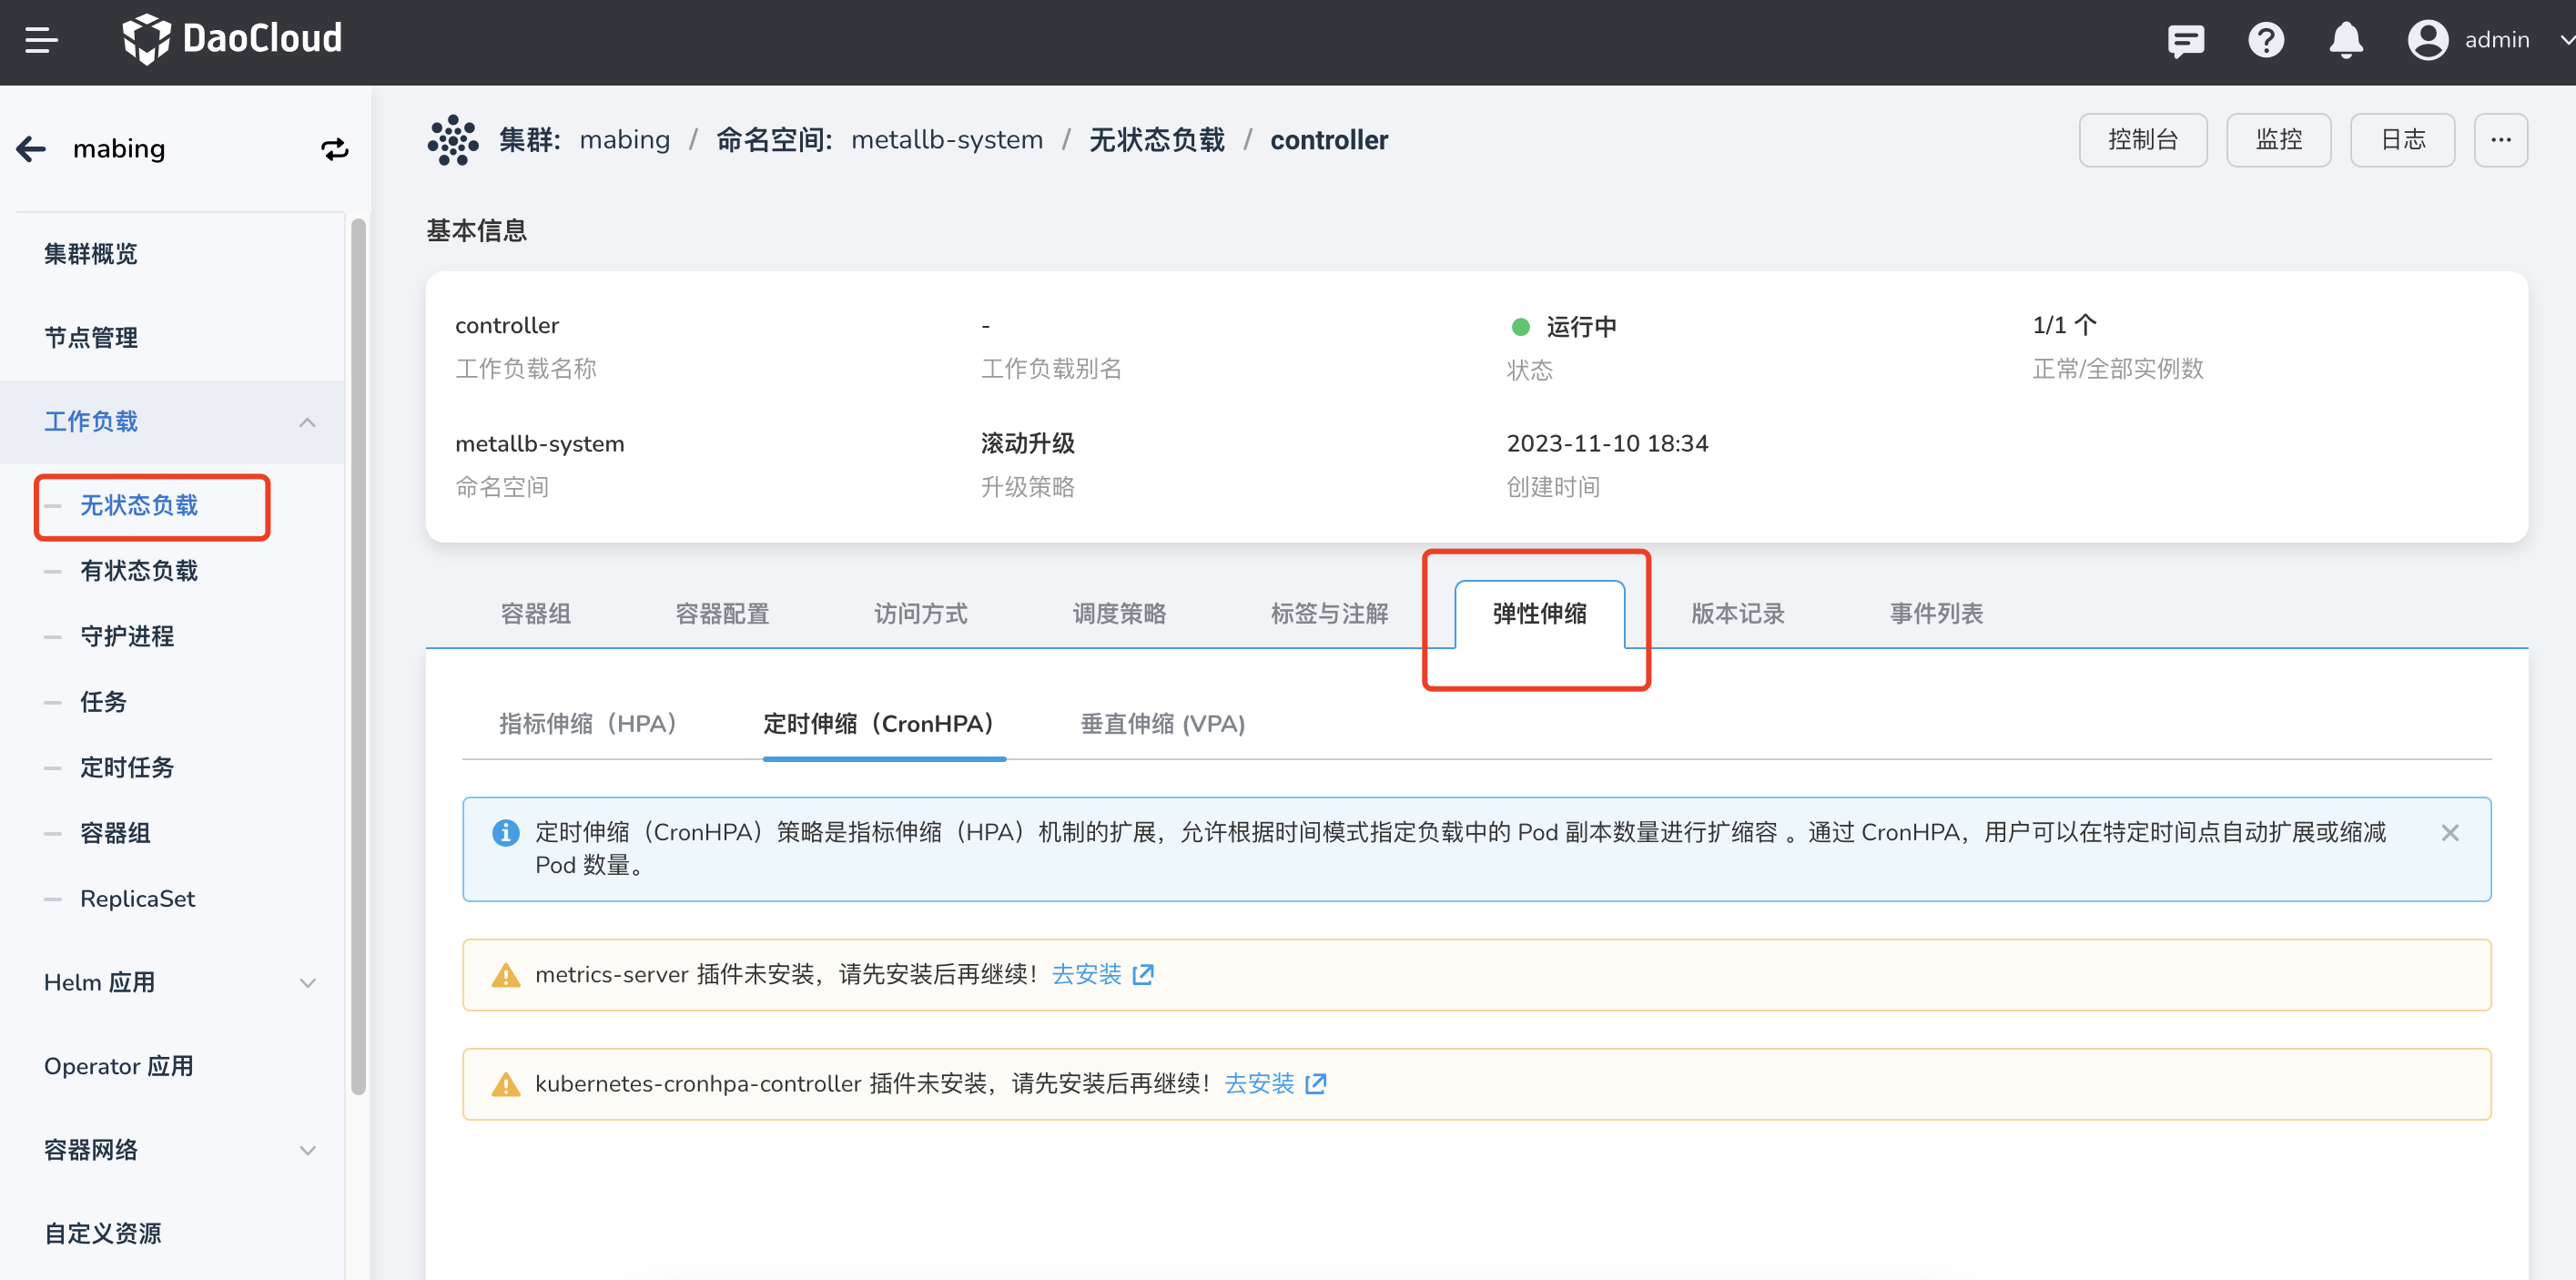 DaoCloud
admin
mabing
集群概览
节点管理
工作负载
无状态负载
有状态负载
守护进程
任务
定时任务
容器组
ReplicaSet
Helm 应用
Operator 应用
容器网络
自定义资源
集群: mabing / 命名空间: metallb-system / 无状态负载 / controller
控制台 监控 日志 ...
基本信息
controller - 运行中 1/1 个
工作负载名称 工作负载别名 状态 正常/全部实例数
metallb-system 滚动升级 2023-11-10 18:34
命名空间 升级策略 创建时间
容器组 容器配置 访问方式 调度策略 标签与注解 弹性伸缩 版本记录 事件列表
指标伸缩（HPA） 定时伸缩（CronHPA） 垂直伸缩 (VPA)
定时伸缩（CronHPA）策略是指标伸缩（HPA）机制的扩展，允许根据时间模式指定负载中的 Pod 副本数量进行扩缩容 。通过 CronHPA，用户可以在特定时间点自动扩展或缩减
Pod 数量。
metrics-server 插件未安装，请先安装后再继续！去安装
kubernetes-cronhpa-controller 插件未安装，请先安装后再继续！去安装